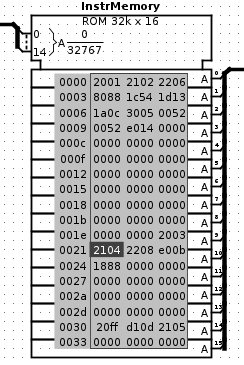 InstrMemory
ROM 32k x 16
0 0
14 A 32767
0000 2001 2102 2206 A 0
0003 8088 1c54 1d13 A 1
0006 1a0c 3005 0052 A 2
0009 0052 e014 0000 A 3
000c 0000 0000 0000 A 4
000f 0000 0000 0000 A 5
0012 0000 0000 0000 A 6
0015 0000 0000 0000 A 7
0018 0000 0000 0000
001b 0000 0000 0000 A 8
001e 0000 0000 2003 A 9
0021 2104 2208 e00b A 10
0024 1888 0000 0000 A 11
0027 0000 0000 0000 A 12
002a 0000 0000 0000 A 13
002d 0000 0000 0000
0030 20ff d10d 2105 A 14
0033 0000 0000 0000 A 15